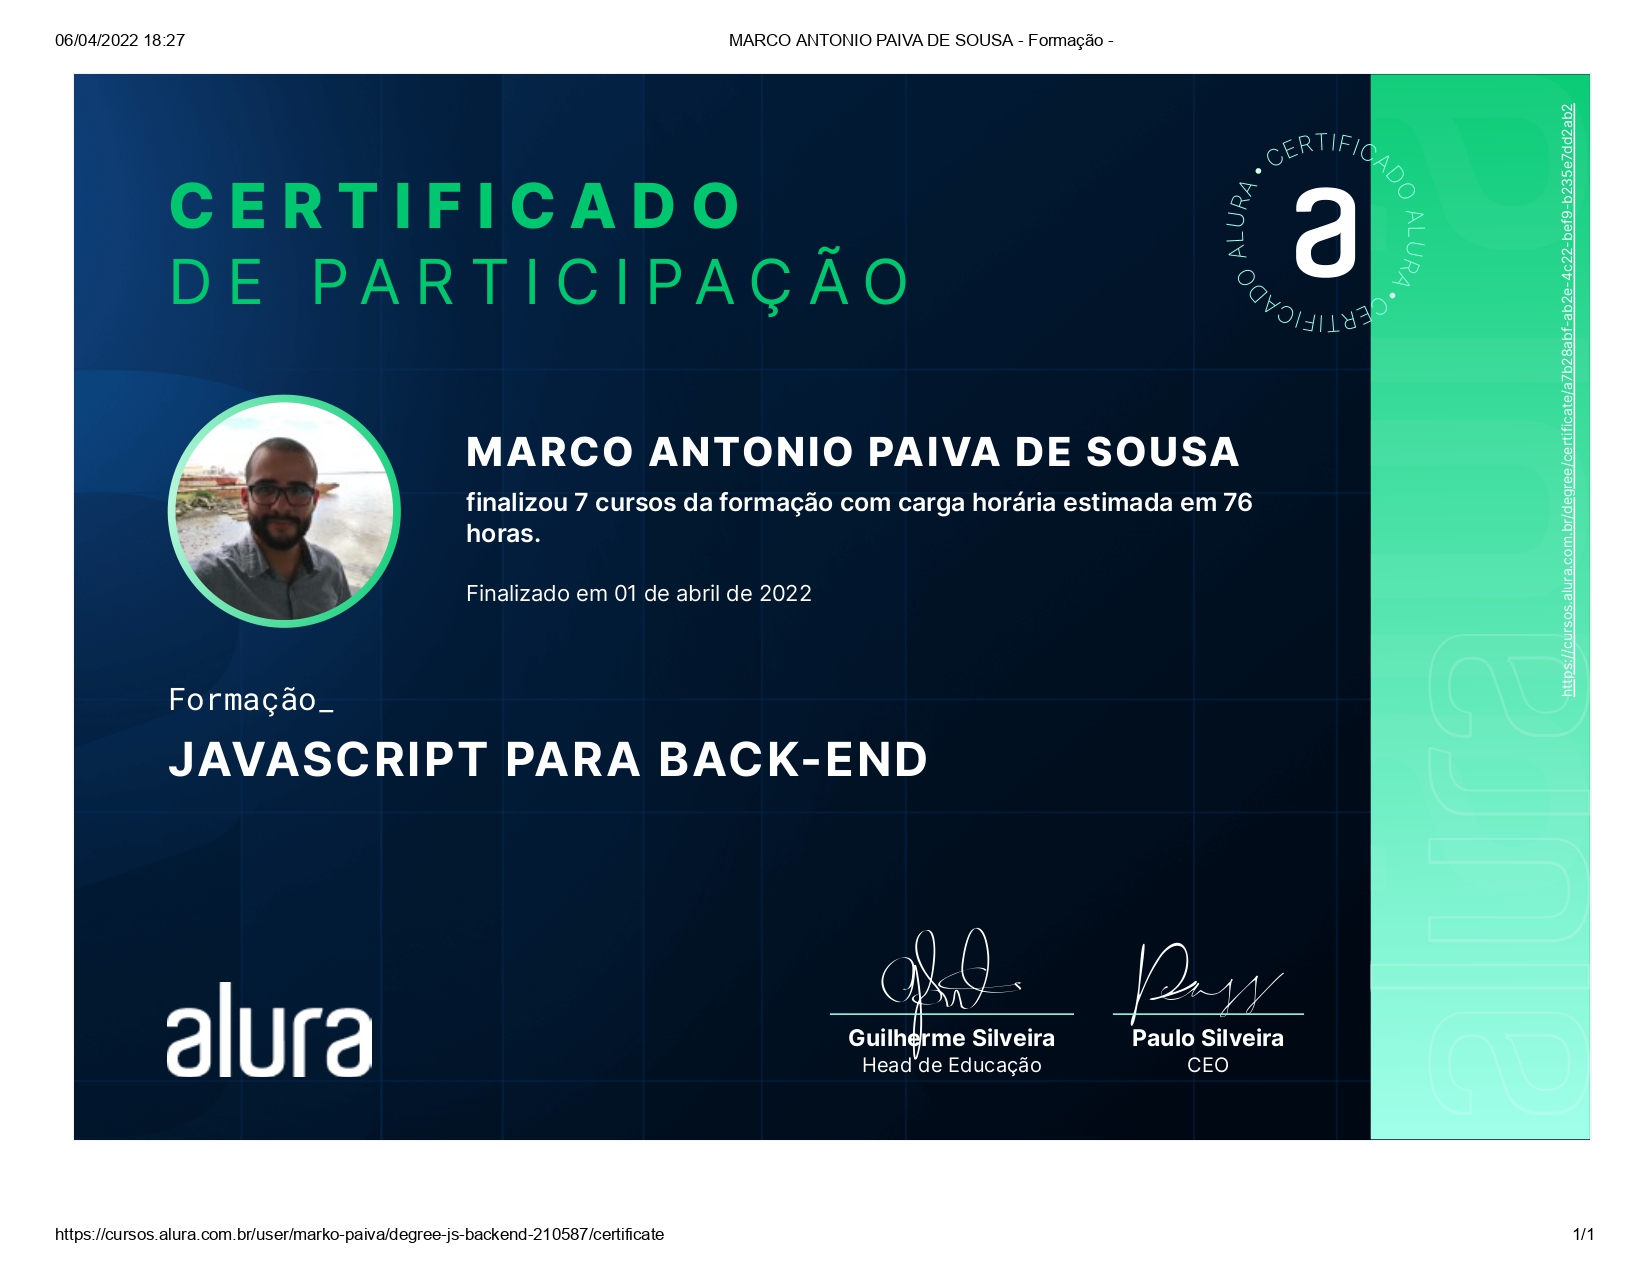 06/04/2022 18:27
MARCO ANTONIO PAIVA DE SOUSA - Formação -
CERTIFICADO
DE PARTICIPAÇÃO
CERTIFICADO ALURA • CERTIFICADO ALURA •
a
https://cursos.alura.com.br/degree/certificate/a7b28abf-ab2e-4c22-bef9-b235e7dd2ab2
MARCO ANTONIO PAIVA DE SOUSA
finalizou 7 cursos da formação com carga horária estimada em 76
horas.
Finalizado em 01 de abril de 2022
Formação_
JAVASCRIPT PARA BACK-END
alura
alura
Guilherme Silveira
Head de Educação
Paulo Silveira
CEO
https://cursos.alura.com.br/user/marko-paiva/degree-js-backend-210587/certificate
1/1